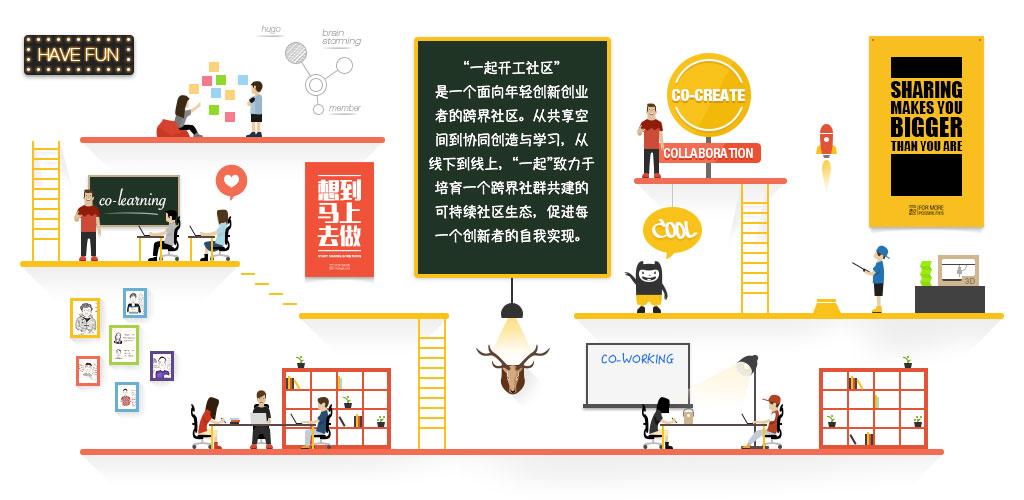 HAVE FUN
hugo
brain
starming
member
co-learning
想到
马上
去做
“一起开工社区”
是一个面向年轻创新创业
者的跨界社区。从共享空
间到协同创造与学习，从
线下到线上，“一起”致力于
培育一个跨界社群共建的
可持续社区生态，促进每
一个创新者的自我实现。
CO-CREATE
COLLABORATION
COOL
SHARING
MAKES YOU
BIGGER
THAN YOU ARE
FOR MORE
POSSIBILITIES
3D
CO-WORKING